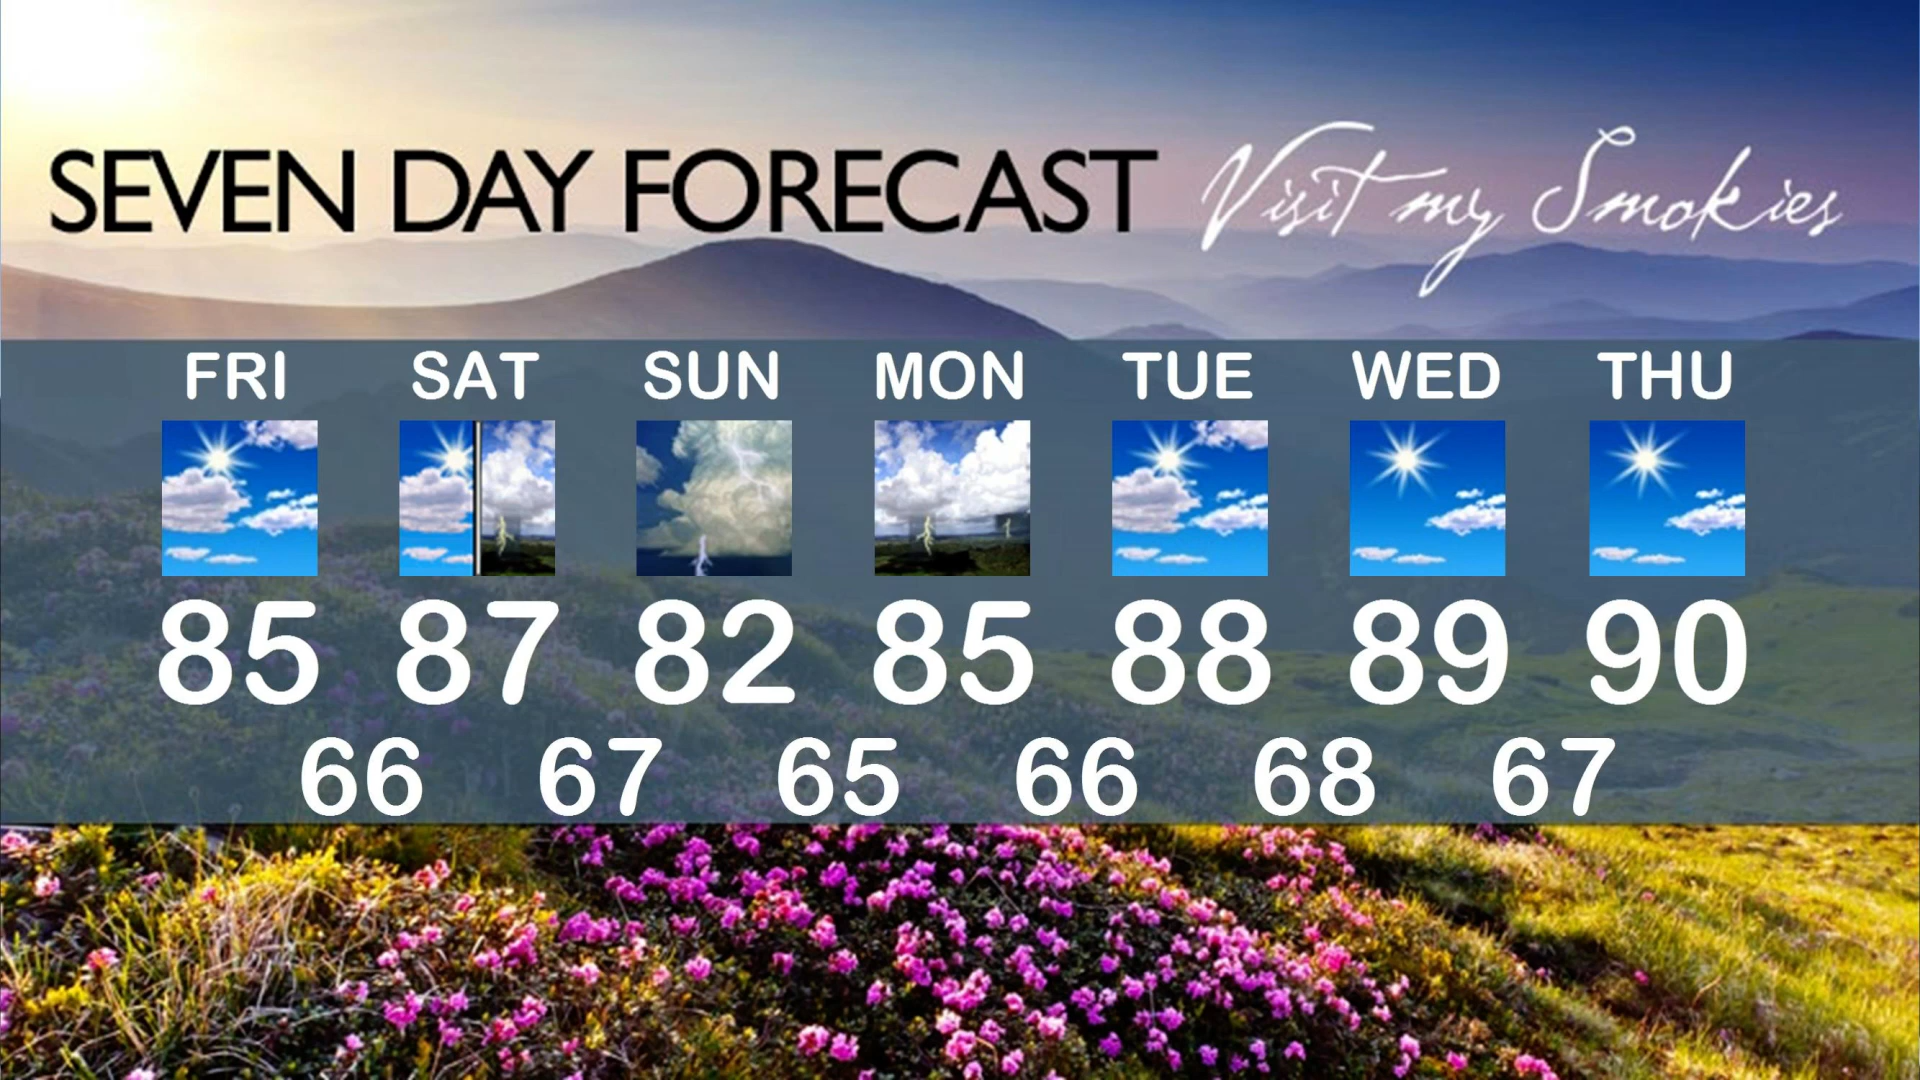 SEVEN DAY FORECAST Visit my Smokies
FRI SAT SUN MON TUE WED THU
85 87 82 85 88 89 90
66 67 65 66 68 67